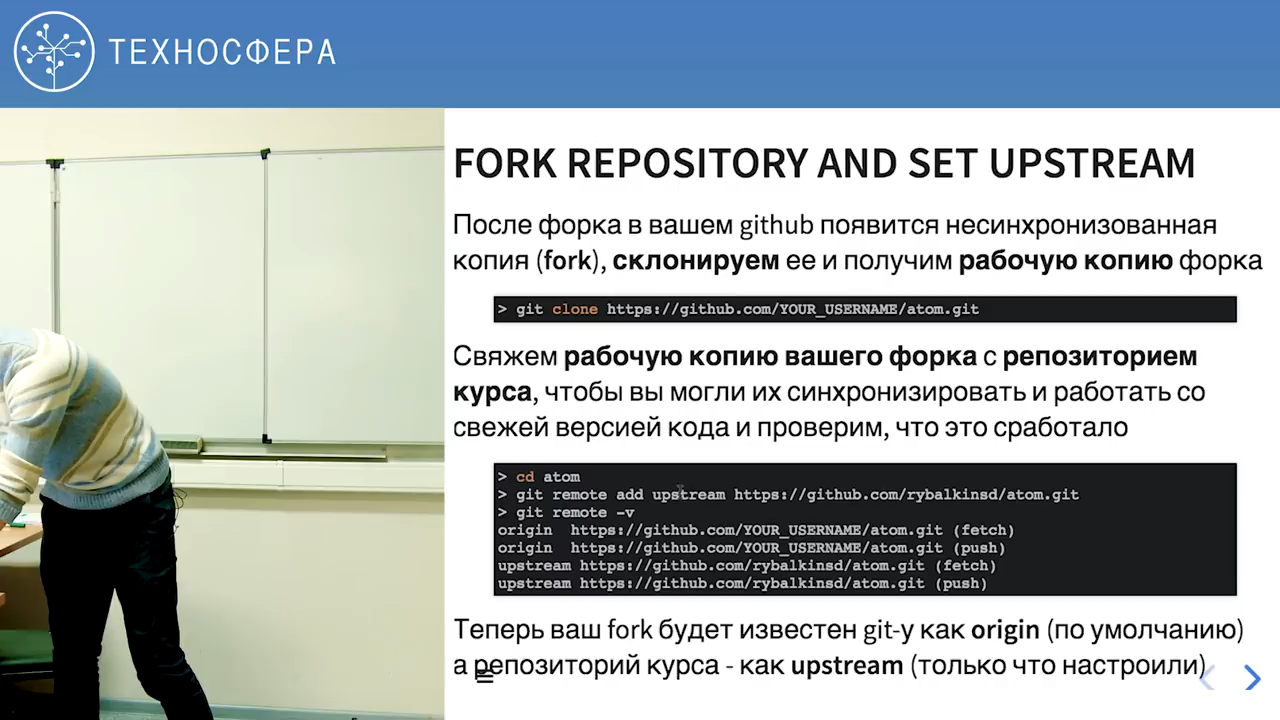 ТЕХНОСФЕРА
FORK REPOSITORY AND SET UPSTREAM
После форка в вашем github появится несинхронизованная
копия (fork), склонируем ее и получим рабочую копию форка
> git clone https://github.com/YOUR_USERNAME/atom.git
Свяжем рабочую копию вашего форка с репозиторием
курса, чтобы вы могли их синхронизировать и работать со
свежей версией кода и проверим, что это сработало
> cd atom
> git remote add upstream https://github.com/rybalkinsd/atom.git
> git remote -v
origin https://github.com/YOUR_USERNAME/atom.git (fetch)
origin https://github.com/YOUR_USERNAME/atom.git (push)
upstream https://github.com/rybalkinsd/atom.git (fetch)
upstream https://github.com/rybalkinsd/atom.git (push)
Теперь ваш fork будет известен git-у как origin (по умолчанию)
а репозиторий курса - как upstream (только что настроили)